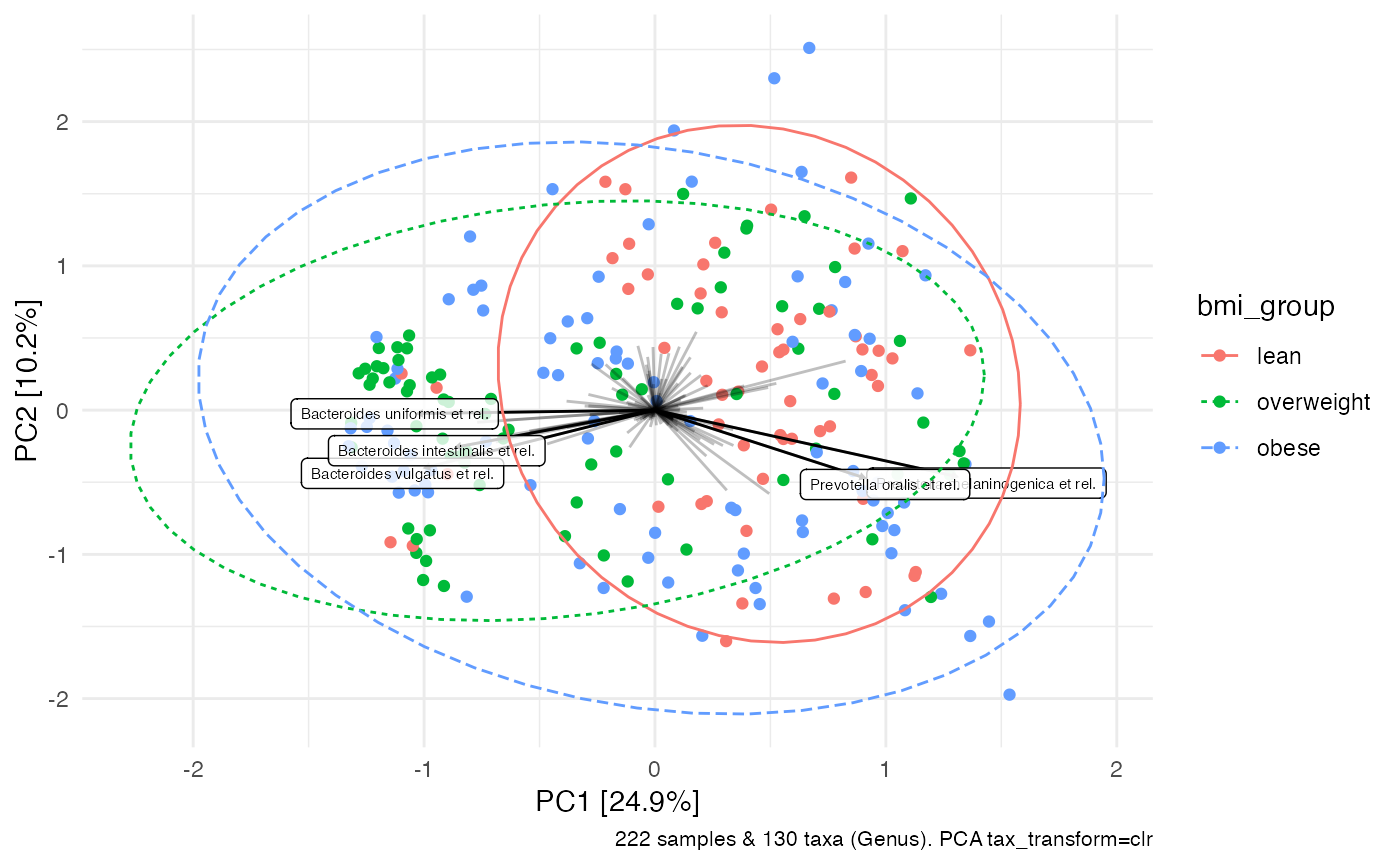 2
1
0
-1
-2
PC2 [10.2%]
Bacteroides uniformis et rel.
Bacteroides intestinalis et rel.
Bacteroides vulgatus et rel.
Prevotella oralis et rel.
elaninogenica et rel.
-2
-1
0
1
2
PC1 [24.9%]
222 samples & 130 taxa (Genus). PCA tax_transform=clr
bmi_group
lean
overweight
obese